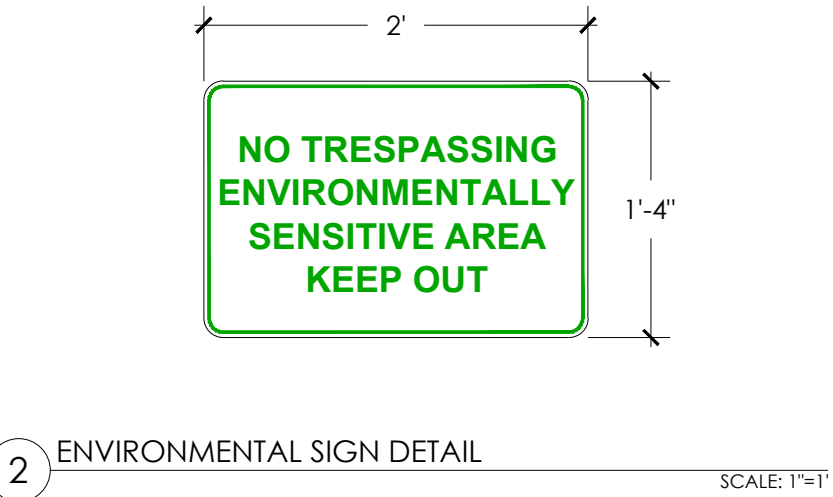 2'
NO TRESPASSING
ENVIRONMENTALLY
SENSITIVE AREA
KEEP OUT
1'-4"
2
ENVIRONMENTAL SIGN DETAIL
SCALE: 1"=1'